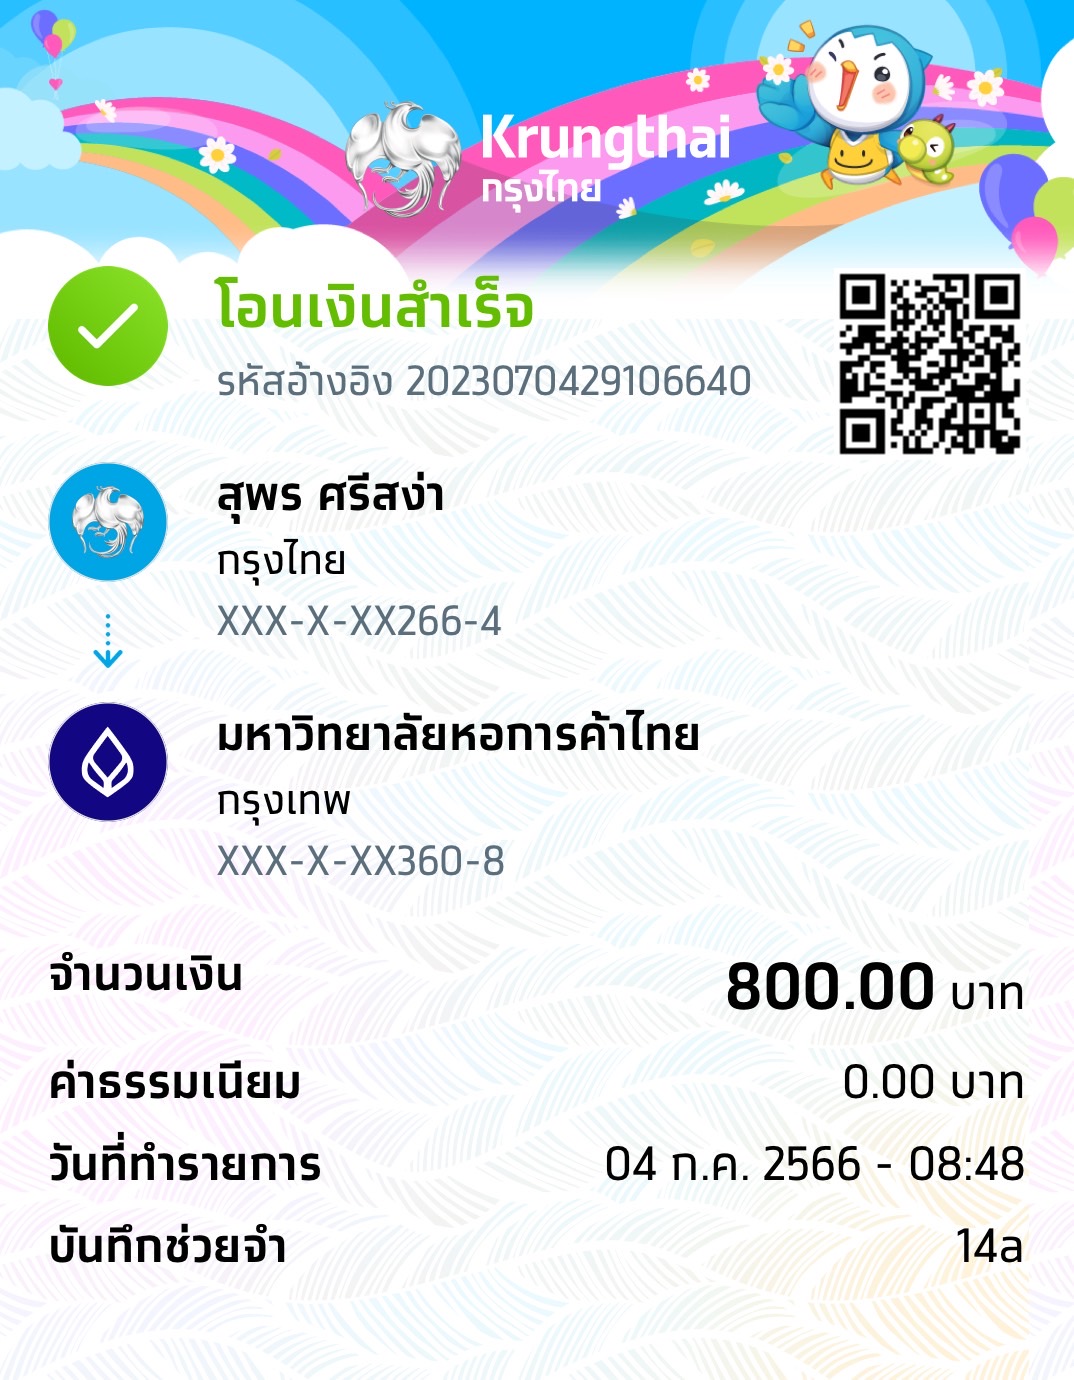 Krungthai
กรุงไทย
โอนเงินสำเร็จ
รหัสอ้างอิง 2023070429106640
สุพร ศรีสง่า
กรุงไทย
XXX-X-XX266-4
มหาวิทยาลัยหอการค้าไทย
กรุงเทพ
XXX-X-XX360-8
จำนวนเงิน 800.00 บาท
ค่าธรรมเนียม 0.00 บาท
วันที่ทำรายการ 04 ก.ค. 2566 - 08:48
บันทึกช่วยจำ 14a